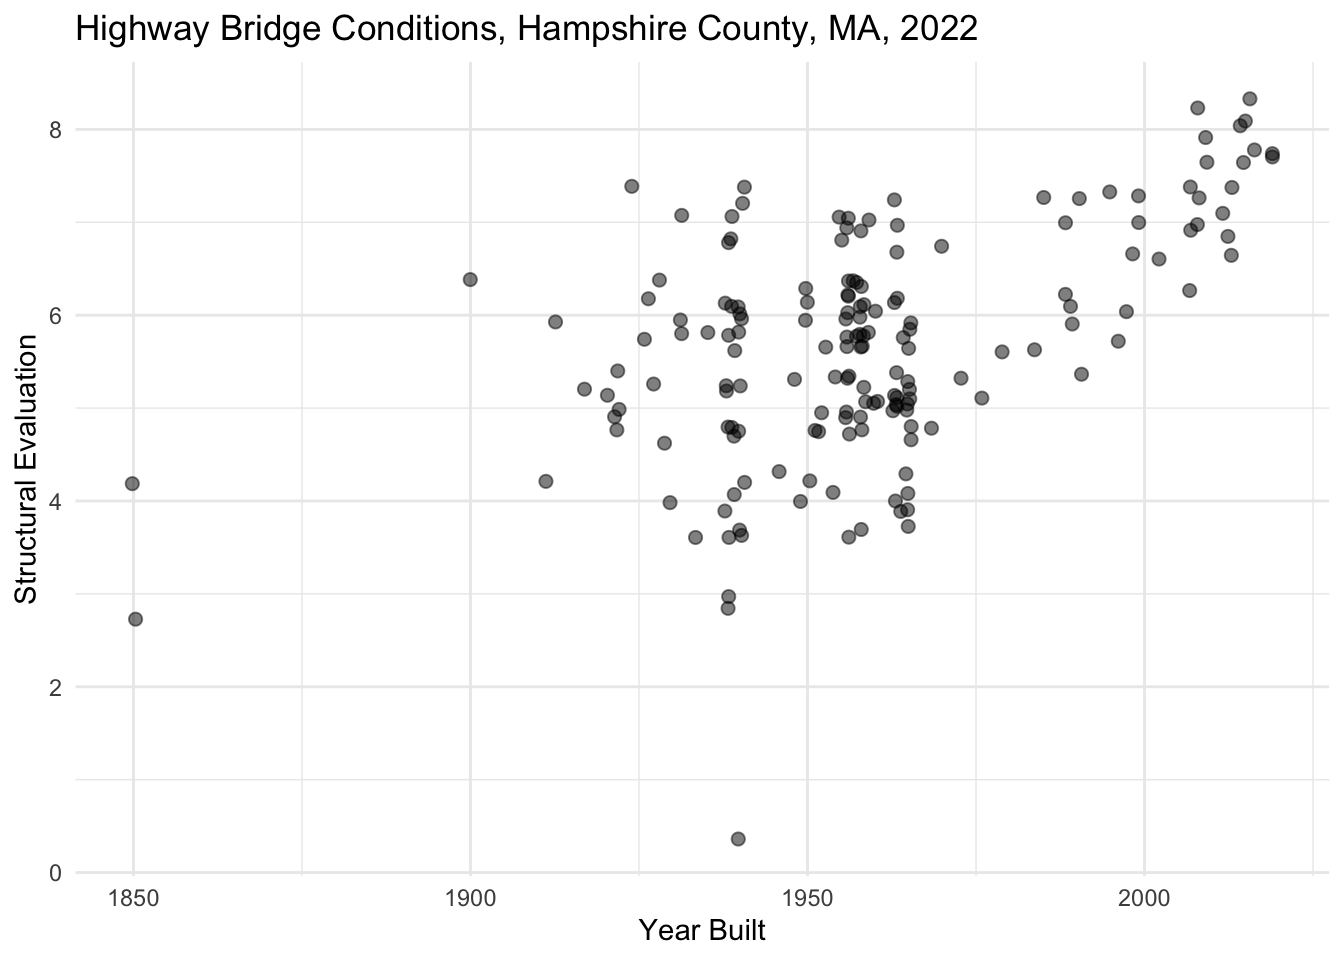 Highway Bridge Conditions, Hampshire County, MA, 2022
8
6
4
2
0
Structural Evaluation
1850 1900 1950 2000
Year Built